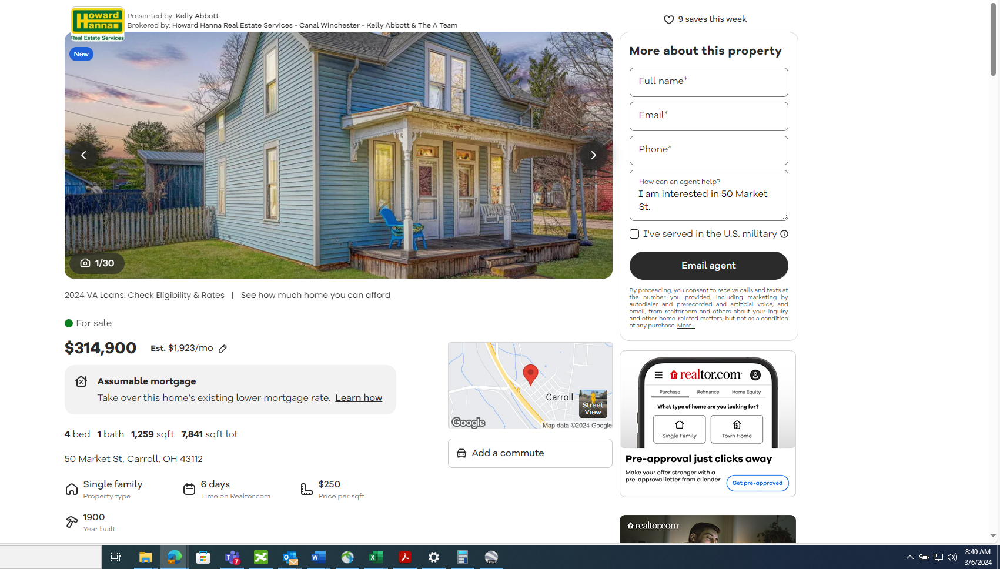 Howard
Hanna
Real Estate Services
Presented by: Kelly Abbott
Brokered by: Howard Hanna Real Estate Services - Canal Winchester - Kelly Abbott & The A Team
9 saves this week
New
1/30
2024 VA Loans: Check Eligibility & Rates | See how much home you can afford
For sale
$314,900 Est. $1,923/mo
Assumable mortgage
Take over this home's existing lower mortgage rate. Learn how
4 bed 1 bath 1,259 sqft 7,841 sqft lot
50 Market St, Carroll, OH 43112
Single family
Property type
6 days
Time on Realtor.com
$250
Price per sqft
1900
Year built
Carroll
Street
View
Google
Map data ©2024 Google
Add a commute
More about this property
Full name*
Email*
Phone*
How can an agent help?
I am interested in 50 Market
St.
I've served in the U.S. military
Email agent
By proceeding, you consent to receive calls and texts at
the number you provided, including marketing by
autodialer and prerecorded and artificial voice, and
email, from realtor.com and others about your inquiry
and other home-related matters, but not as a condition
of any purchase. More...
realtor.com
Purchase Refinance Home Equity
What type of home are you looking for?
Single Family Town Home
Pre-approval just clicks away
Make your offer stronger with a
pre-approval letter from a lender
Get pre-approved
realtor.com
7
Pro
8:40 AM
3/6/2024